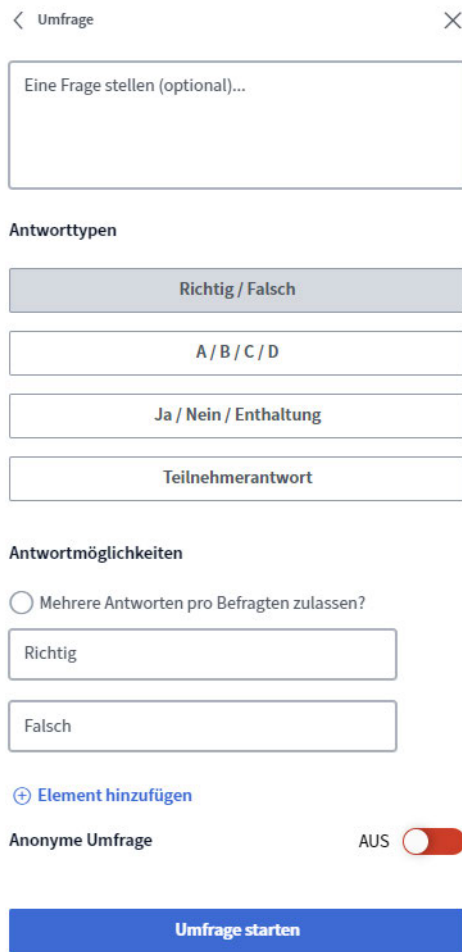 Umfrage
Eine Frage stellen (optional)...
Antworttypen
Richtig / Falsch
A / B / C / D
Ja / Nein / Enthaltung
Teilnehmerantwort
Antwortmöglichkeiten
Mehrere Antworten pro Befragten zulassen?
Richtig
Falsch
Element hinzufügen
Anonyme Umfrage AUS
Umfrage starten